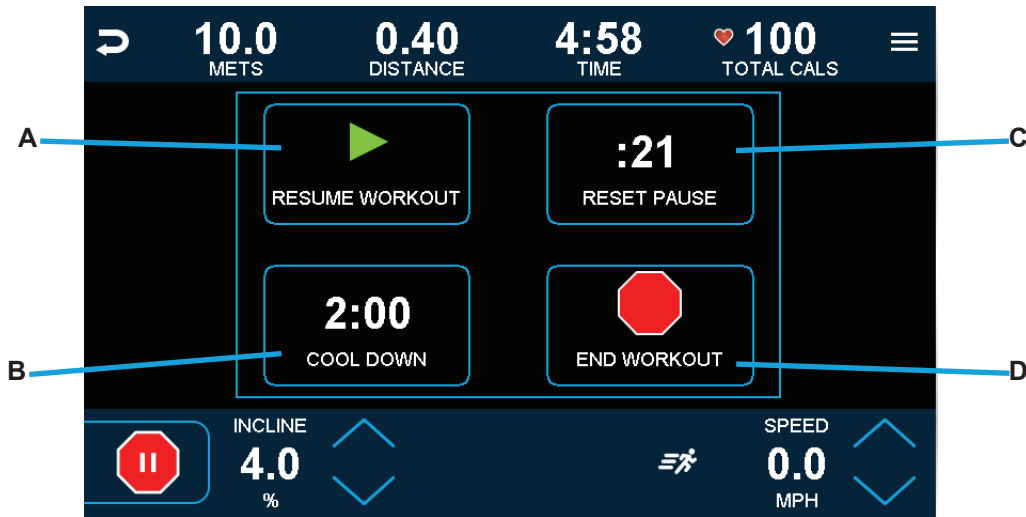 10.0 0.40 4:58 100
METS DISTANCE TIME TOTAL CALS
A C
:21
RESUME WORKOUT RESET PAUSE
2:00
COOL DOWN END WORKOUT
B D
INCLINE SPEED
4.0 0.0
% MPH